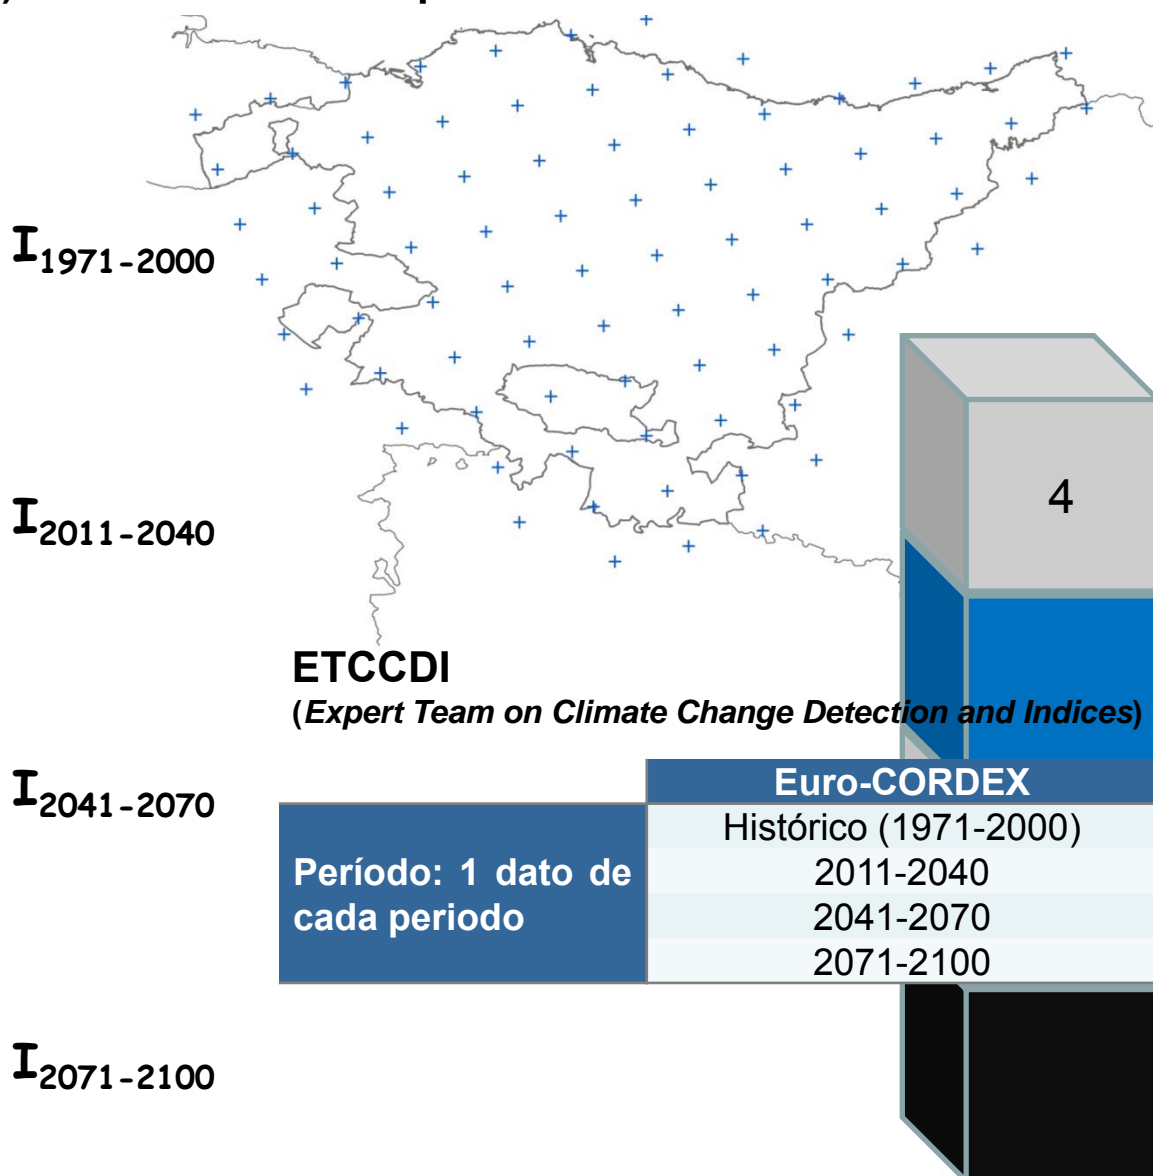 I1971-2000
4
I2011-2040
ETCCDI
(Expert Team on Climate Change Detection and Indices)
I2041-2070
Euro-CORDEX
Período: 1 dato de
cada periodo
Histórico (1971-2000)
2011-2040
2041-2070
2071-2100
I2071-2100